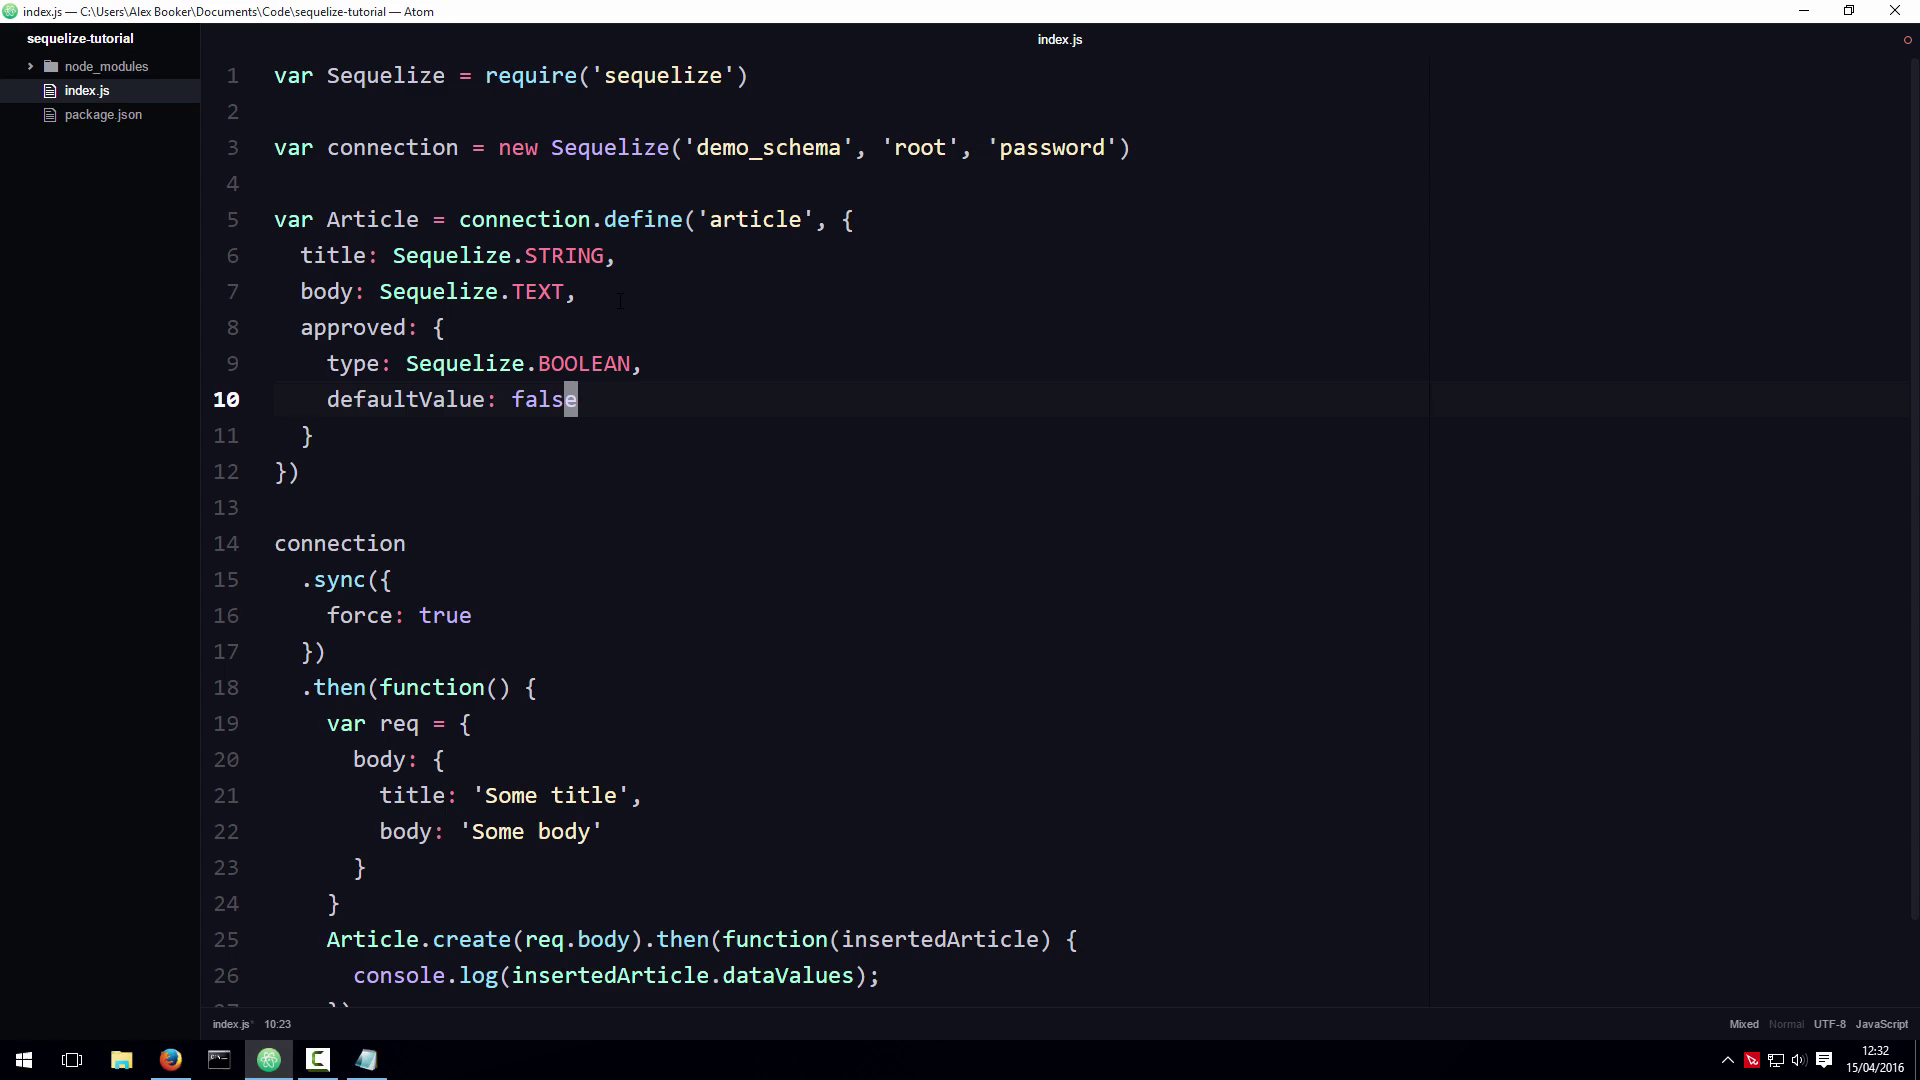 index.js — C:\Users\Alex Booker\Documents\Code\sequelize-tutorial — Atom
sequelize-tutorial
node_modules
index.js
package.json
index.js
1 var Sequelize = require('sequelize')
2
3 var connection = new Sequelize('demo_schema', 'root', 'password')
4
5 var Article = connection.define('article', {
6 title: Sequelize.STRING,
7 body: Sequelize.TEXT,
8 approved: {
9 type: Sequelize.BOOLEAN,
10 defaultValue: false
11 }
12 })
13
14 connection
15 .sync({
16 force: true
17 })
18 .then(function() {
19 var req = {
20 body: {
21 title: 'Some title',
22 body: 'Some body'
23 }
24 }
25 Article.create(req.body).then(function(insertedArticle) {
26 console.log(insertedArticle.dataValues);
27 })
index.js* 10:23 Mixed Normal UTF-8 JavaScript
12:32
15/04/2016